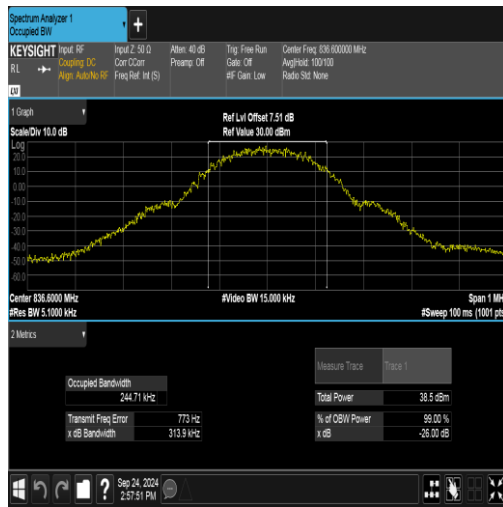 Spectrum Analyzer 1
Occupied BW
+
KEYSIGHT
RL
LXI
Input: RF
Coupling: DC
Align: Auto/No RF
Input Z: 50 Ω
Corr CCorr
Freq Ref: Int (S)
Atten: 40 dB
Preamp: Off
Trig: Free Run
Gate: Off
#IF Gain: Low
Center Freq: 836.600000 MHz
Avg|Hold: 100/100
Radio Std: None
1 Graph
Scale/Div 10.0 dB
Ref Lvl Offset 7.51 dB
Ref Value 30.00 dBm
Log
20.0
10.0
0.00
-10.0
-20.0
-30.0
-40.0
-50.0
-60.0
Center 836.6000 MHz
#Res BW 5.1000 kHz
#Video BW 15.000 kHz
Span 1 MH
#Sweep 100 ms (1001 pts
2 Metrics
Measure Trace
Trace 1
Occupied Bandwidth
244.71 kHz
Total Power
38.5 dBm
Transmit Freq Error
773 Hz
% of OBW Power
99.00 %
x dB Bandwidth
313.9 kHz
x dB
-26.00 dB
?
Sep 24, 2024
2:57:51 PM